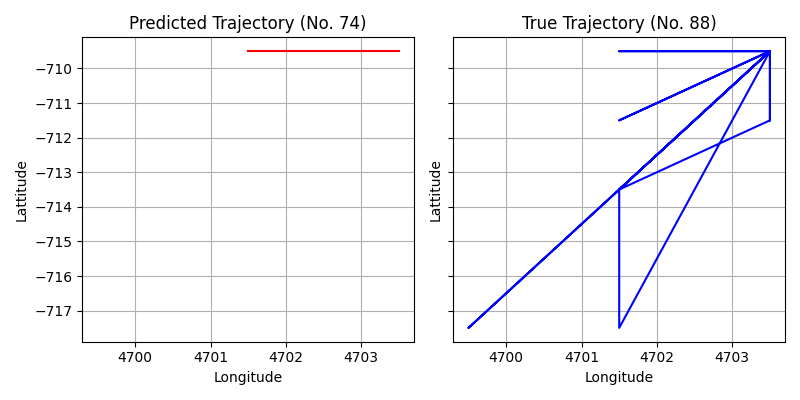 Predicted Trajectory (No. 74)
−710
−711
−712
−713
−714
−715
−716
−717
Lattitude
4700 4701 4702 4703
Longitude
True Trajectory (No. 88)
Lattitude
4700 4701 4702 4703
Longitude